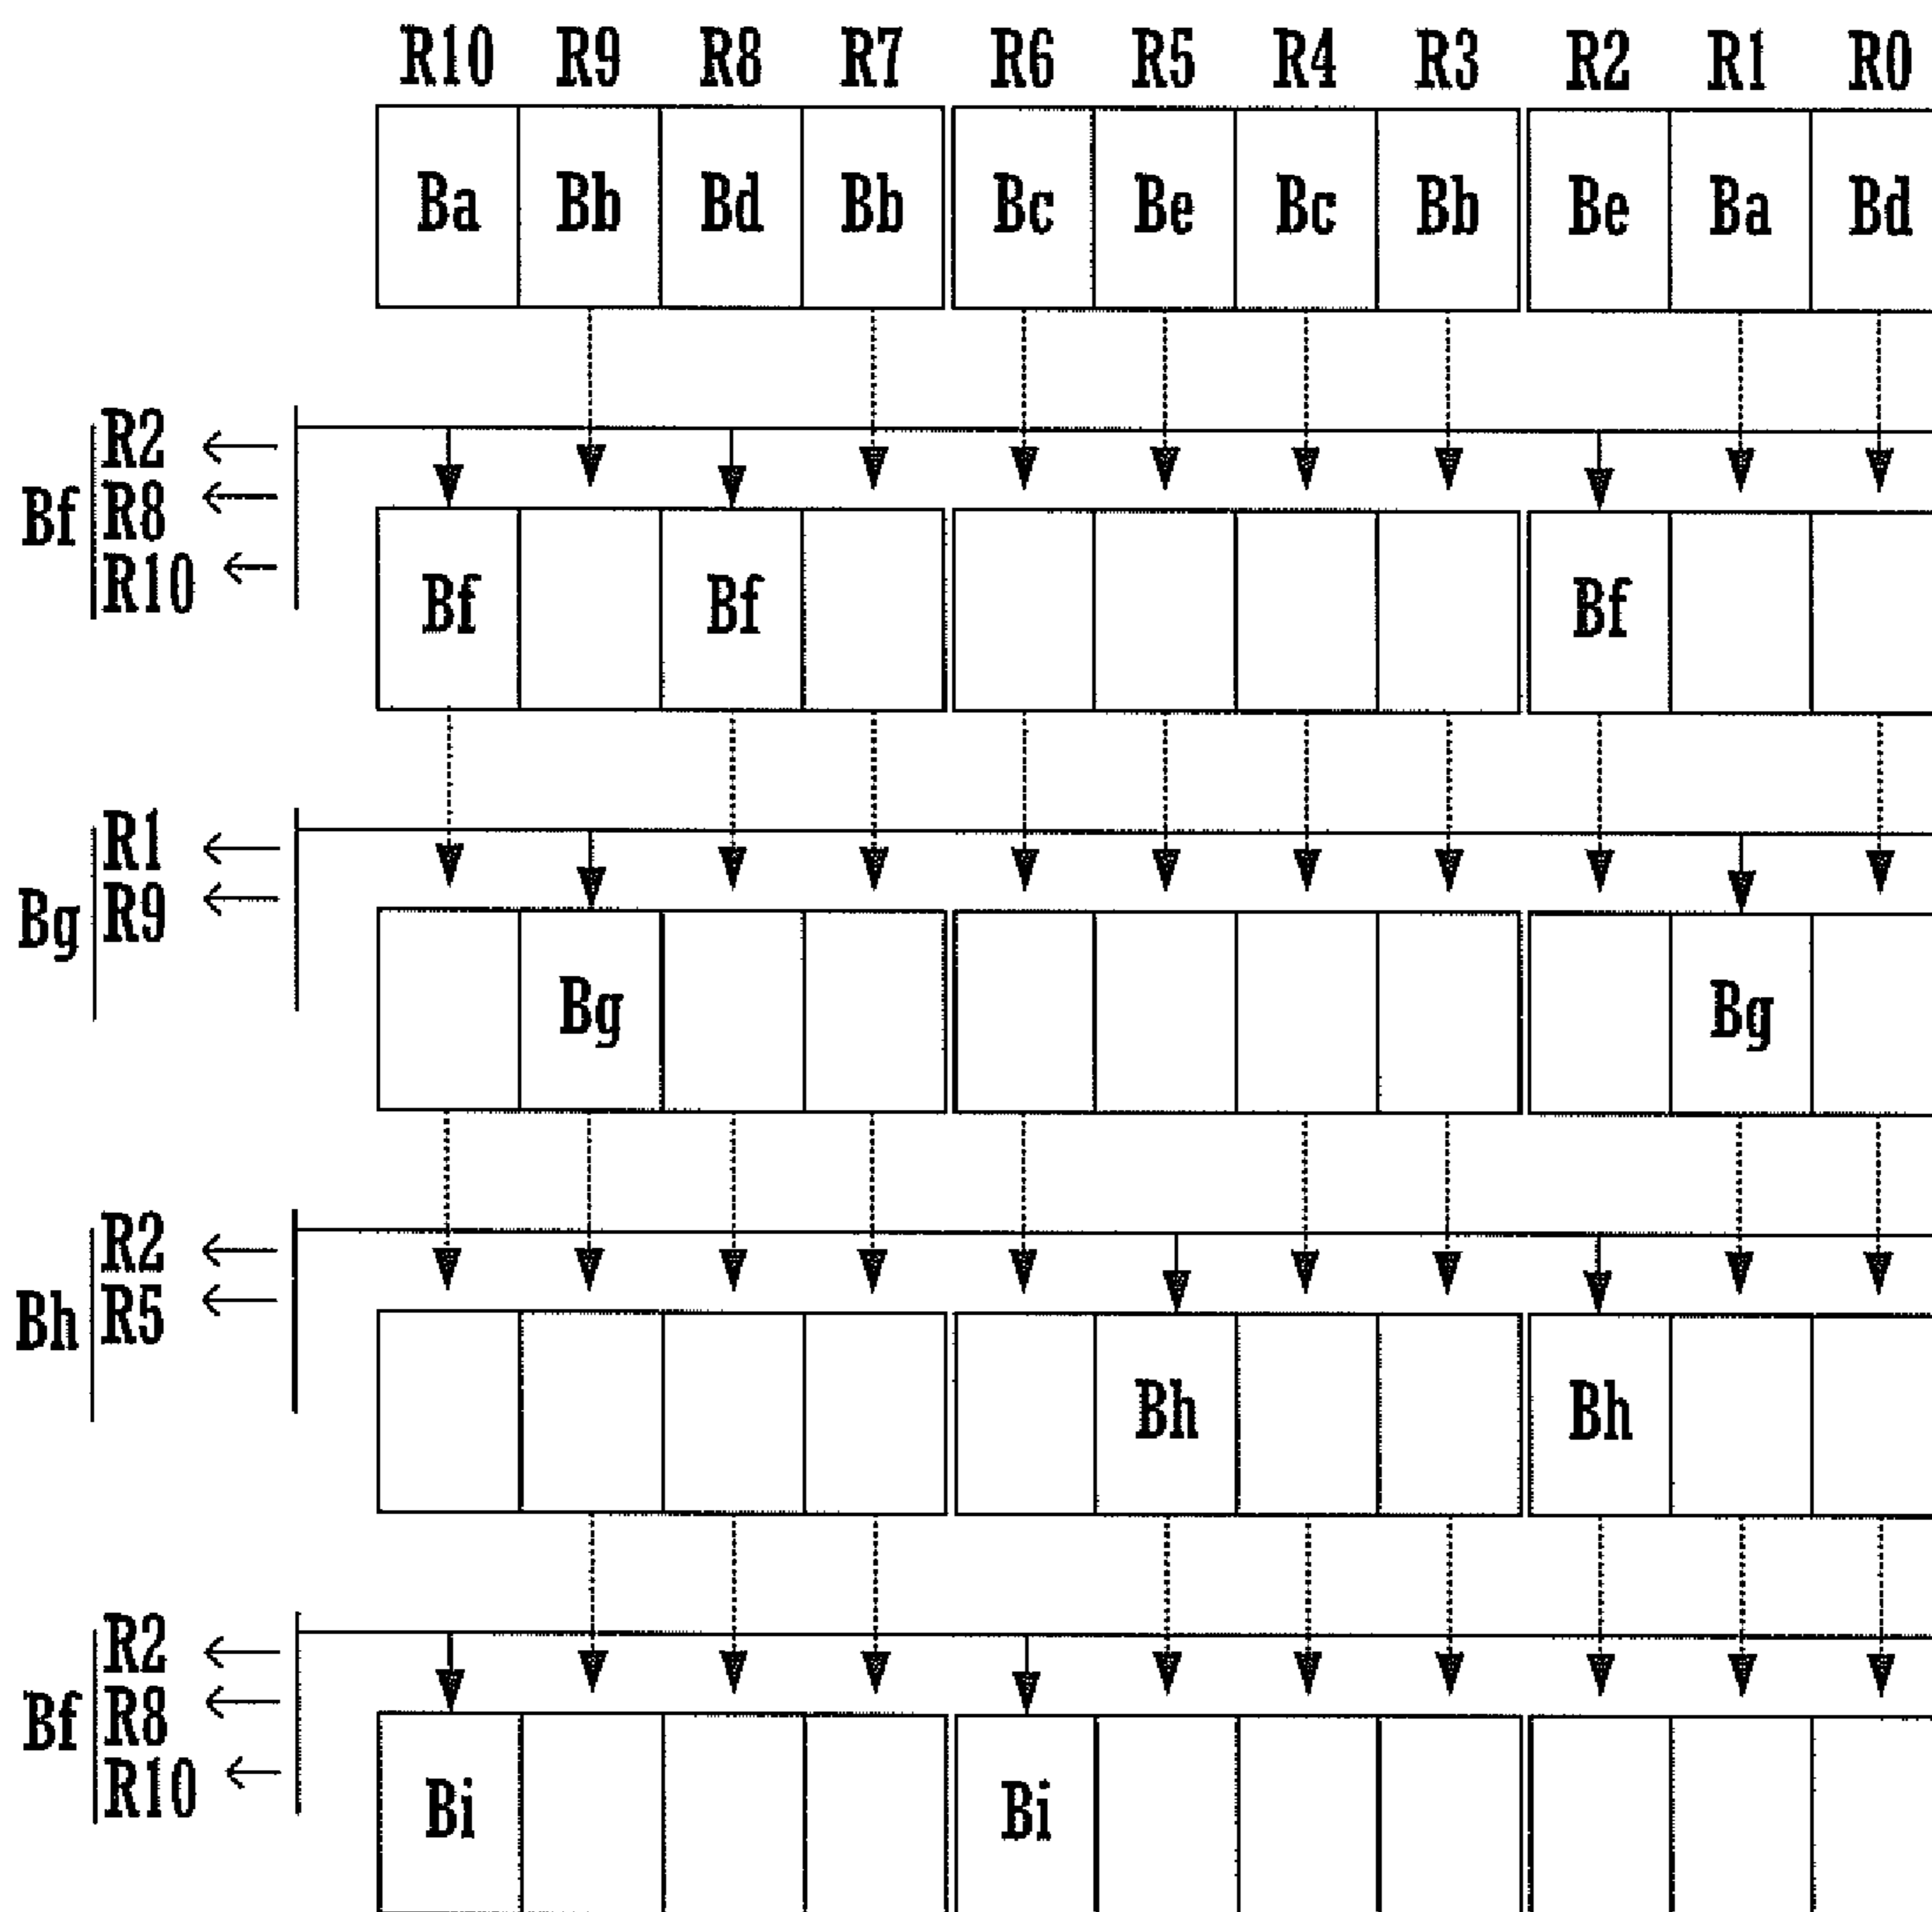 R10 R9 R8 R7 R6 R5 R4 R3 R2 R1 R0
Ba Bb Bd Bb Bc Be Bc Bb Be Ba Bd
R2
Bf R8
R10
Bf Bf Bf
R1
Bg R9
Bg Bg
R2
Bh R5
Bh Bh
R2
Bf R8
R10
Bi Bi